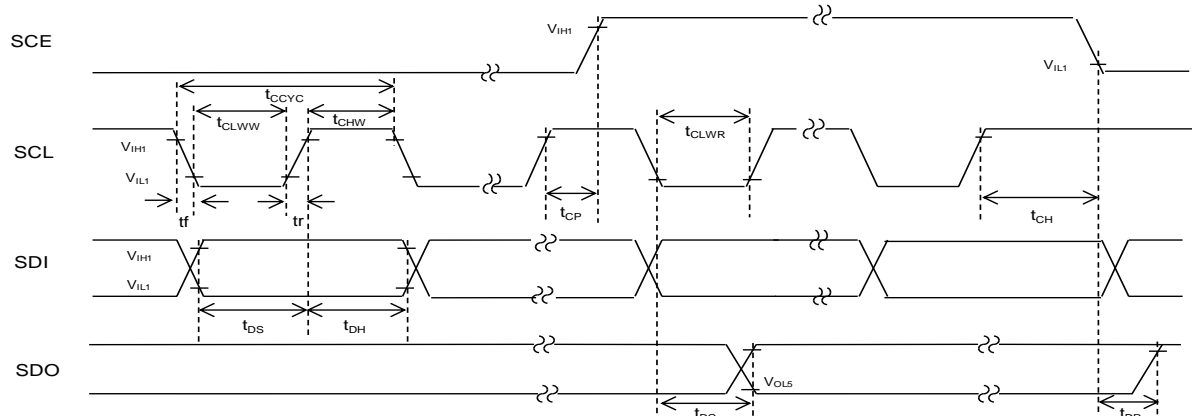 SCE
VIH1
VIL1
tCCYC
tCLWW
tCHW
tCLWR
SCL
VIH1
VIL1
tf
tr
tCP
tCH
SDI
VIH1
VIL1
tDS
tDH
SDO
VOL5